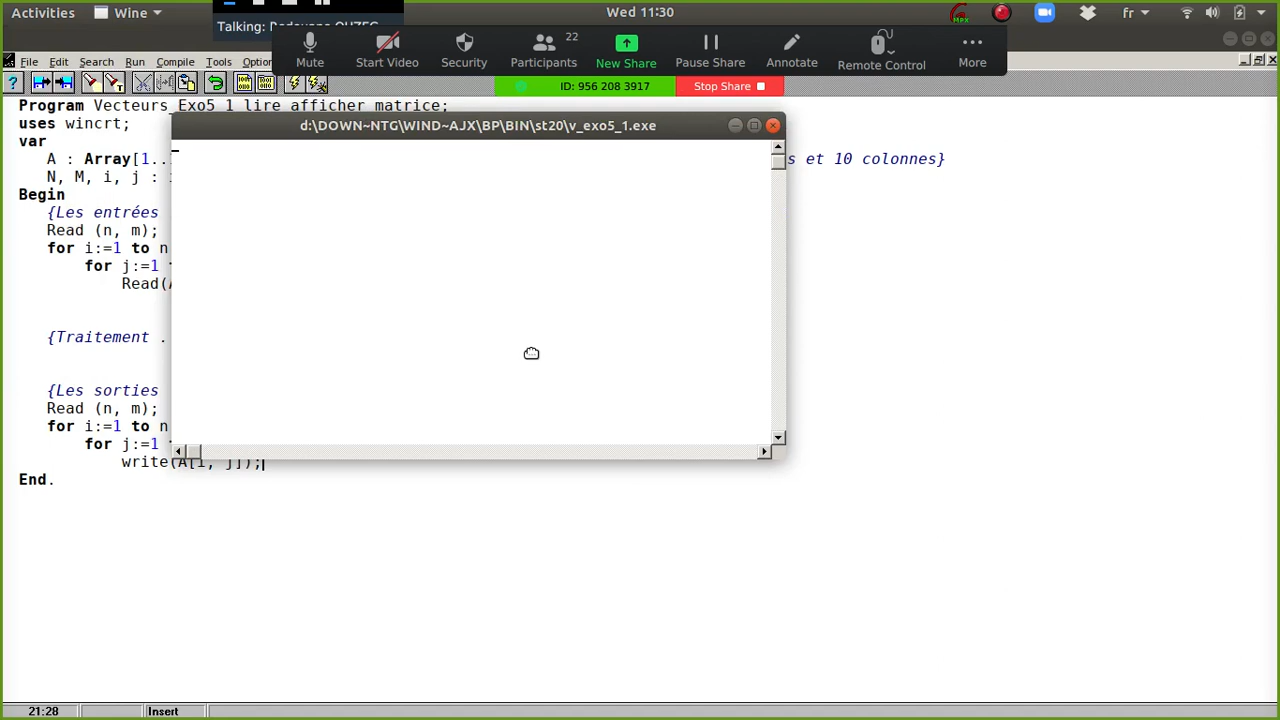 Activities Wine Wed 11:30 fr
Talking: Redouane OUZEG
22
Mute Start Video Security Participants New Share Pause Share Annotate Remote Control More
File Edit Search Run Compile Tools
ID: 956 208 3917 Stop Share
Program Vecteurs_Exo5_1_lire_afficher_matrice;
uses wincrt;
d:\DOWN~NTG\WIND~AJX\BP\BIN\st20\v_exo5_1.exe
var
A : Array[1.. et 10 colonnes}
N, M, i, j :
Begin
{Les entrées
Read (n, m);
for i:=1 to n
for j:=1
Read(
{Traitement .
{Les sorties
Read (n, m);
for i:=1 to n
for j:=1
write(A[i, j]);
End.
21:28 Insert